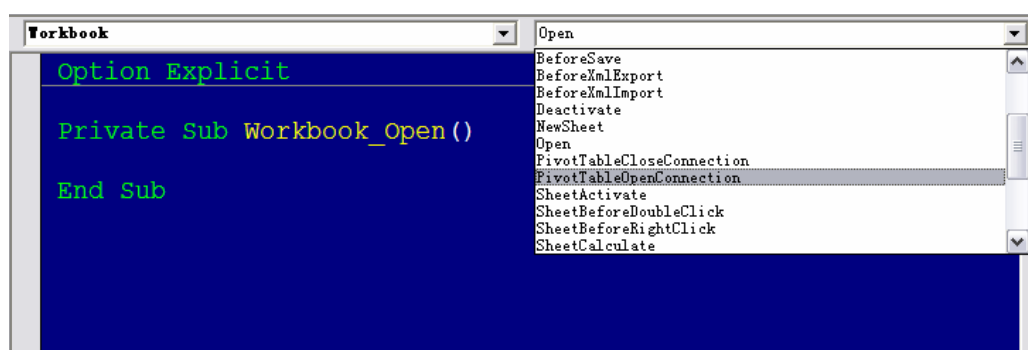 Workbook
Open
Option Explicit
Private Sub Workbook_Open()
End Sub
BeforeSave
BeforeXmlExport
BeforeXmlImport
Deactivate
NewSheet
Open
PivotTableCloseConnection
PivotTableOpenConnection
SheetActivate
SheetBeforeDoubleClick
SheetBeforeRightClick
SheetCalculate